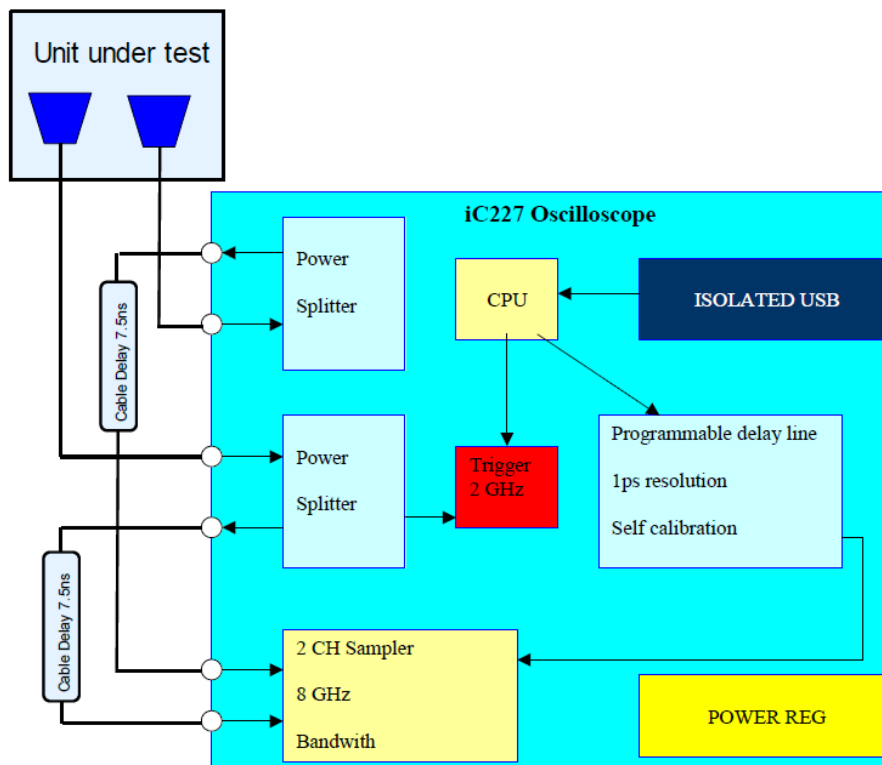 Unit under test
iC227 Oscilloscope
Power
Splitter
CPU
ISOLATED USB
Cable Delay 7.5ns
Power
Splitter
Trigger
2 GHz
Programmable delay line
1ps resolution
Self calibration
Cable Delay 7.5ns
2 CH Sampler
8 GHz
Bandwith
POWER REG